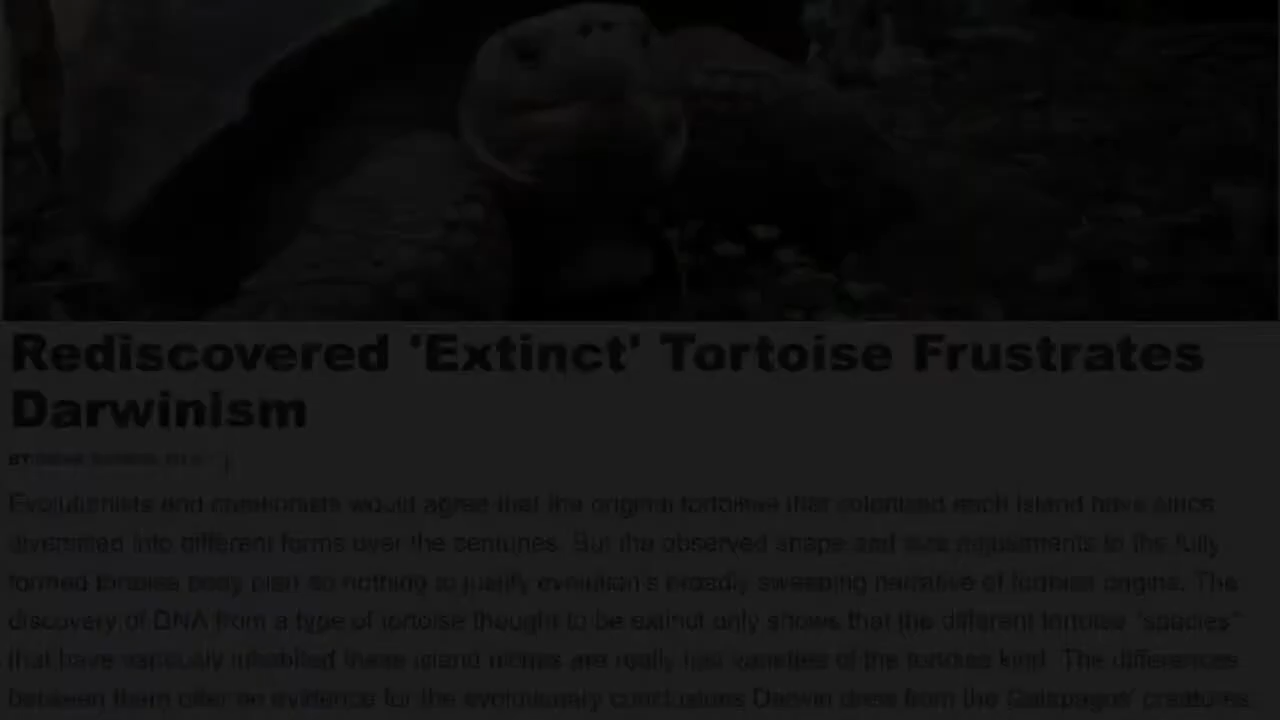 Rediscovered 'Extinct' Tortoise Frustrates
Darwinism
BY
Evolutionists and creationists would agree that the original tortoises that colonized each island have since
diversified into different forms over the centuries. But the observed shape and size adjustments to the fully
formed tortoise body plan do nothing to justify evolution's broadly sweeping narrative of tortoise origins. The
discovery of DNA from a type of tortoise thought to be extinct only shows that the different tortoise "species"
that have variously inhabited these island homes are really just varieties of the tortoise kind. The differences
between them offer no evidence for the evolutionary conclusions Darwin drew from the Galapagos' creatures.